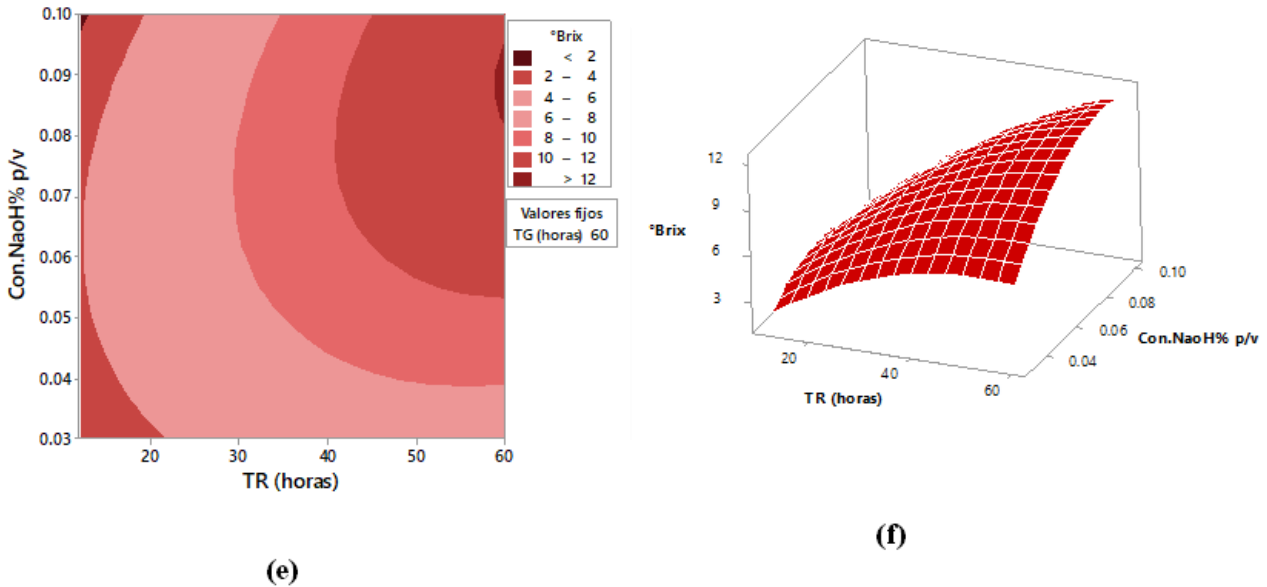 0.10
0.09
0.08
0.07
0.06
0.05
0.04
0.03
Con.NaoH% p/v
20
30
40
50
60
TR (horas)
°Brix
< 2
2 – 4
4 – 6
6 – 8
8 – 10
10 – 12
> 12
Valores fijos
TG (horas) 60
(e)
12
9
6
3
°Brix
20
40
60
TR (horas)
0.04
0.06
0.08
0.10
Con.NaoH% p/v
(f)